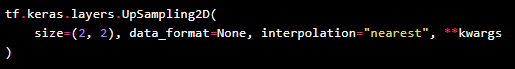 tf.keras.layers.UpSampling2D(
    size=(2, 2), data_format=None, interpolation="nearest", **kwargs
)